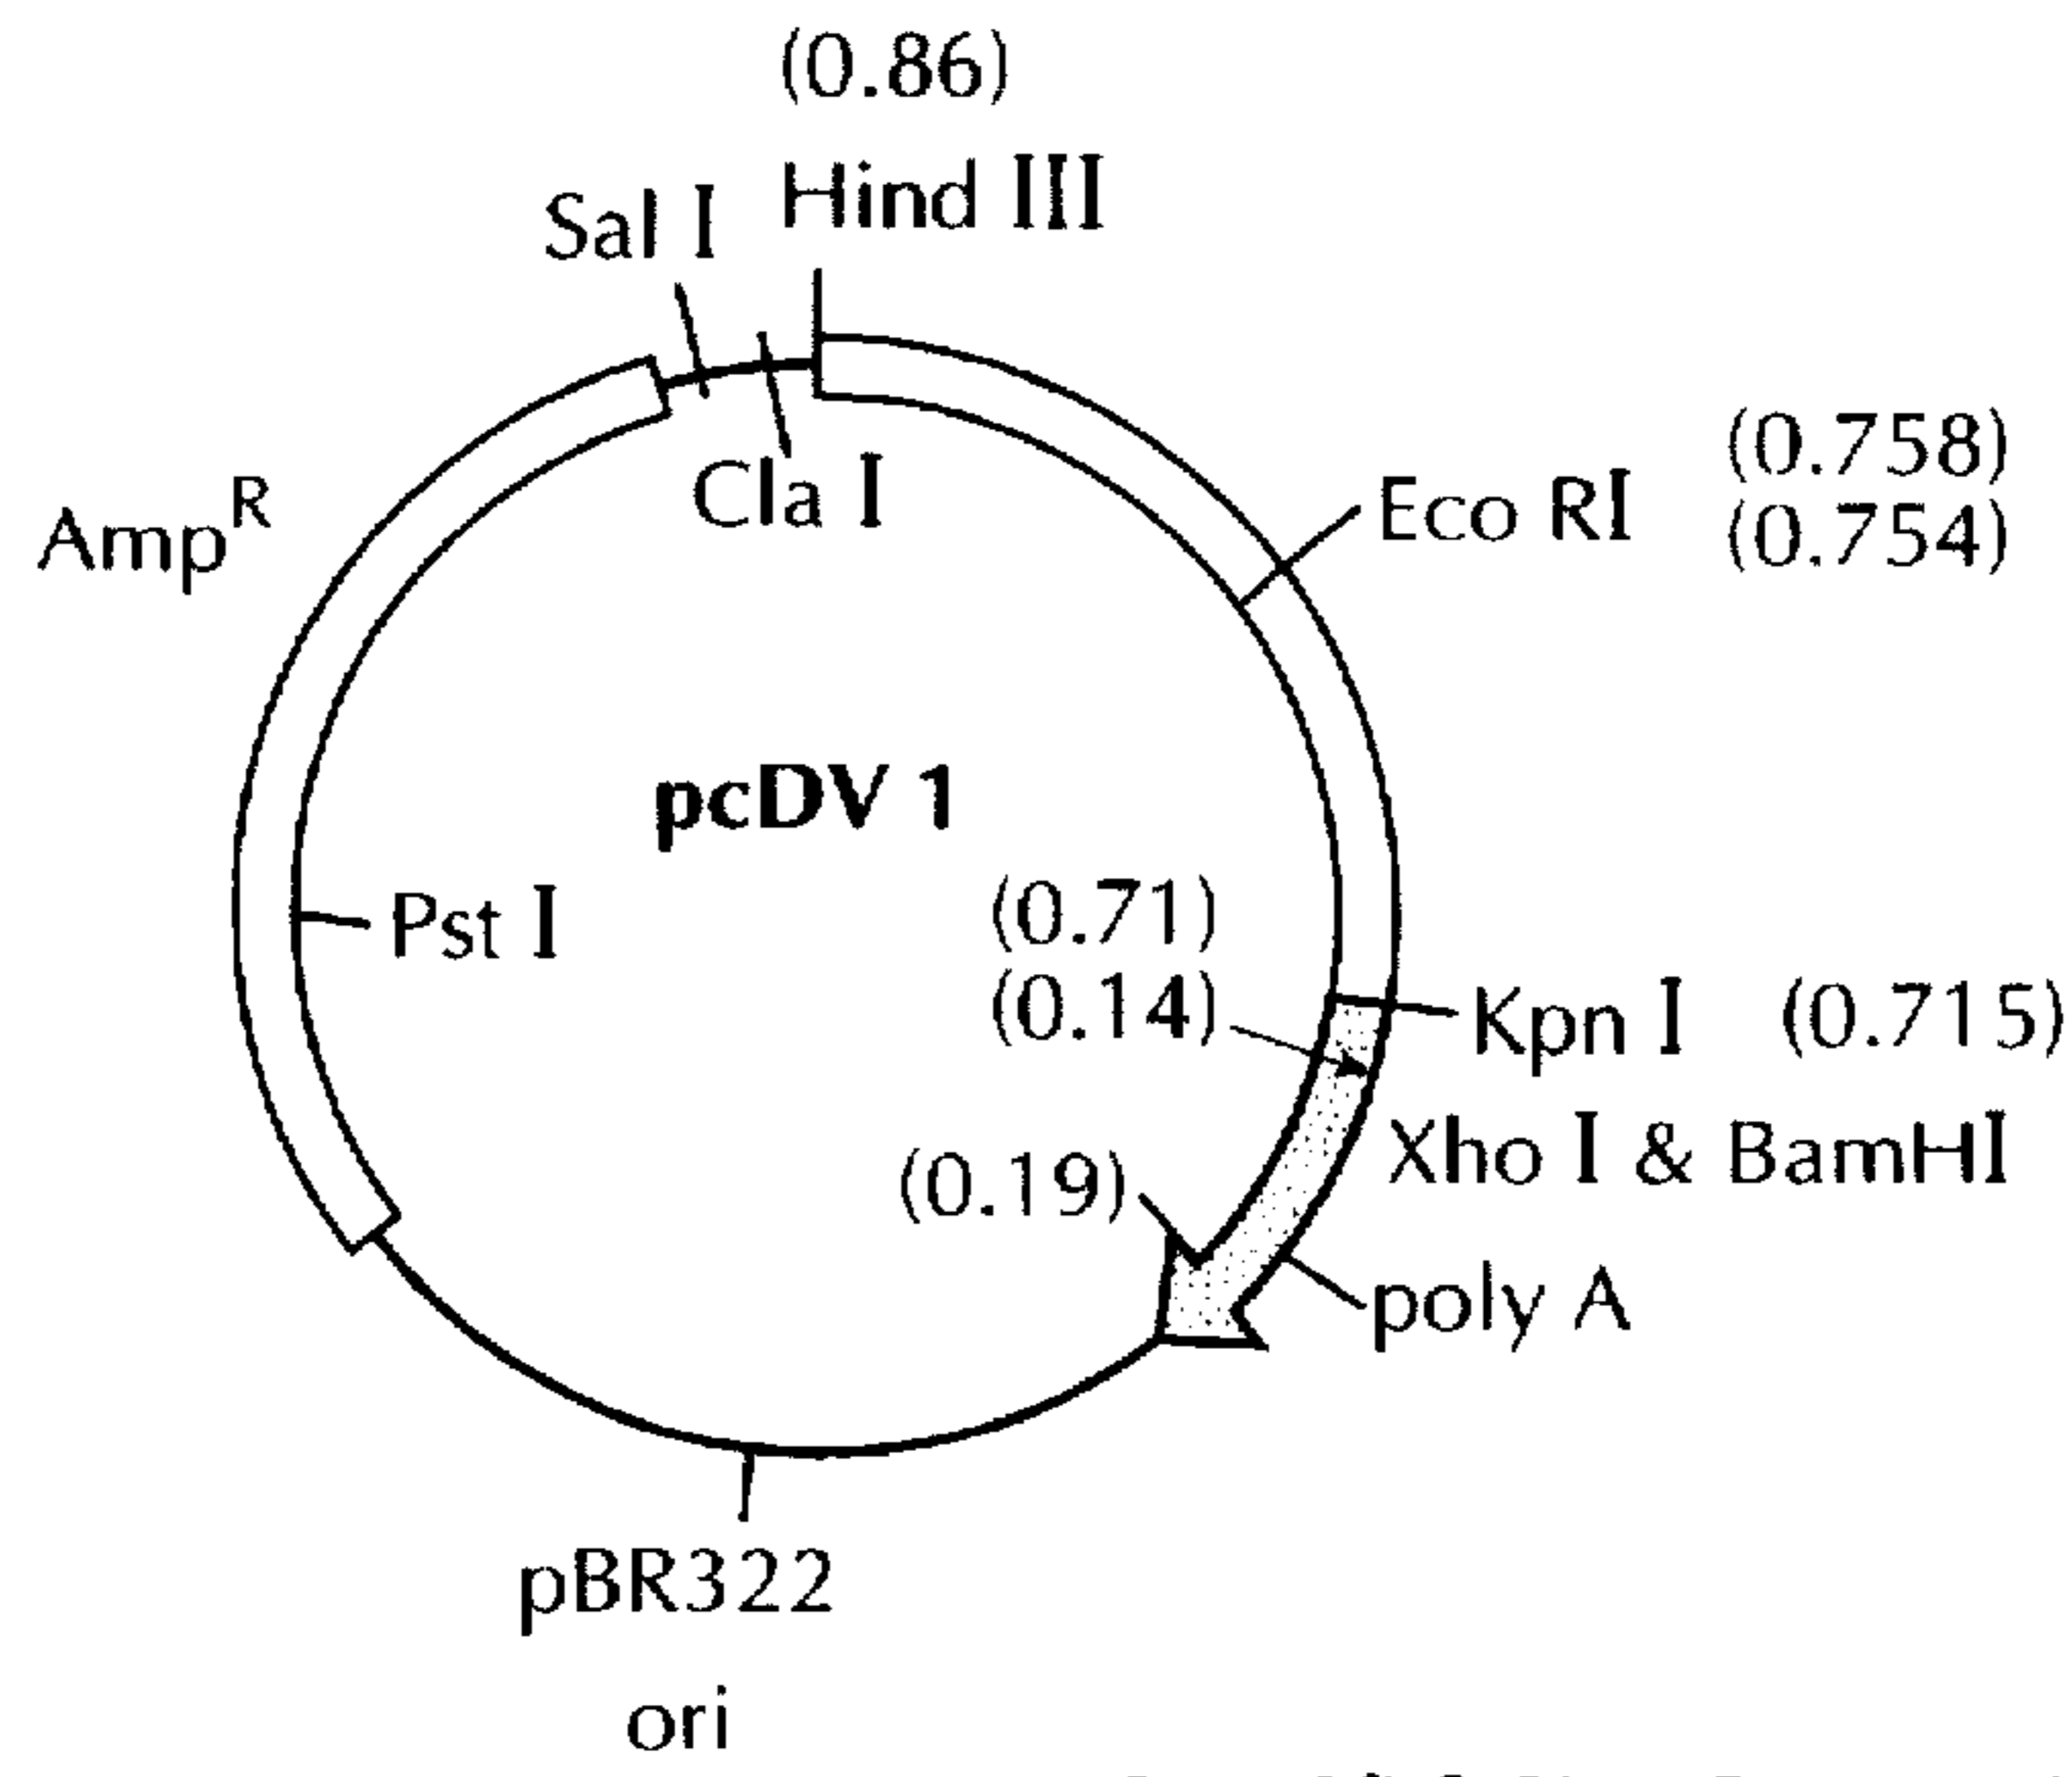 (0.86)
Hind III
Sal I
Cla I
Amp^R
Eco RI
(0.758)
(0.754)
pcDV 1
Pst I
(0.71)
(0.14)
Kpn I (0.715)
Xho I & BamHI
(0.19)
poly A
pBR322
ori